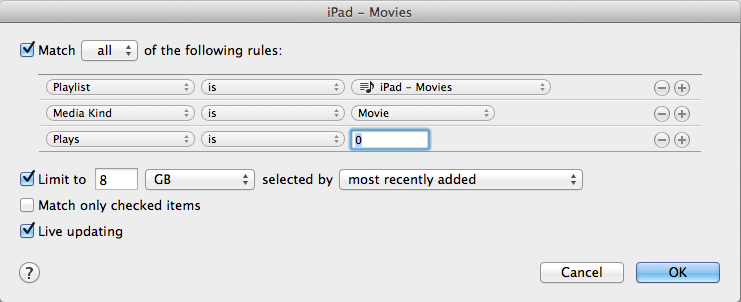 iPad – Movies
Match all of the following rules:
Playlist is iPad – Movies
Media Kind is Movie
Plays is 0
Limit to 8 GB selected by most recently added
Match only checked items
Live updating
? Cancel OK